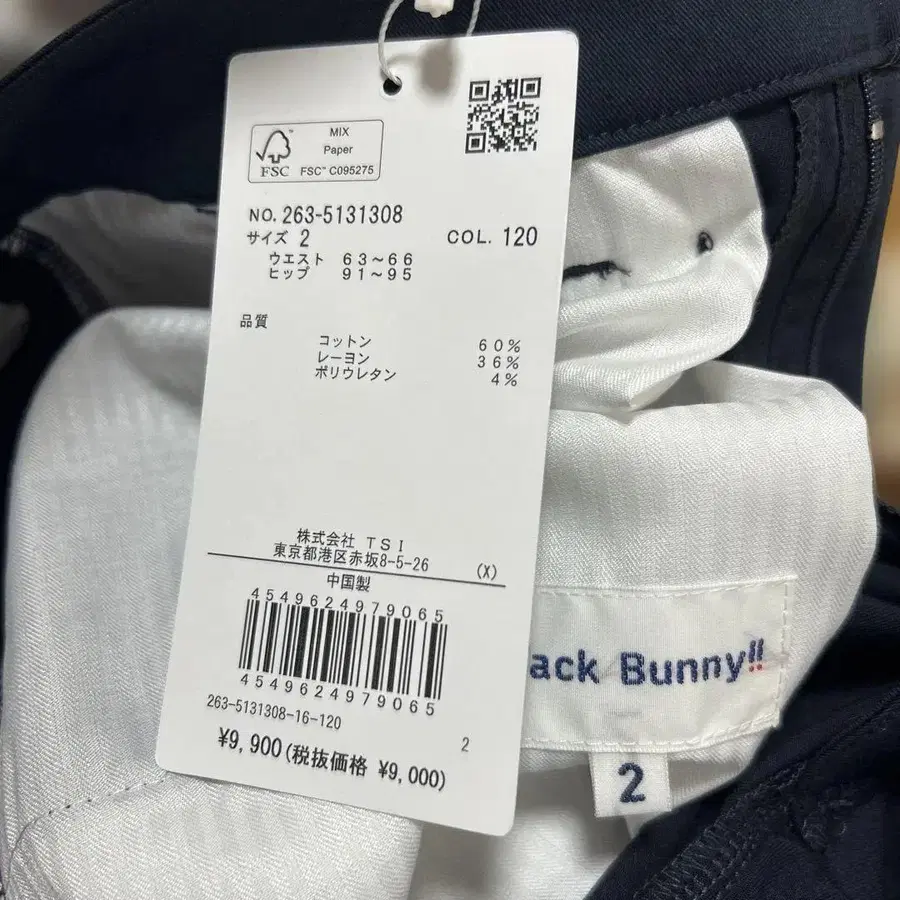 MIX
Paper
FSC
FSC™ C095275
NO. 263-5131308
サイズ 2 COL. 120
ウエスト 63~66
ヒップ 91~95
品質
コットン 60%
レーヨン 36%
ポリウレタン 4%
株式会社 TSI
東京都港区赤坂8-5-26 (X)
中国製
4549624979065
4549624979065
263-5131308-16-120 2
¥9,900(税抜価格 ¥9,000)
ack Bunny!!
2